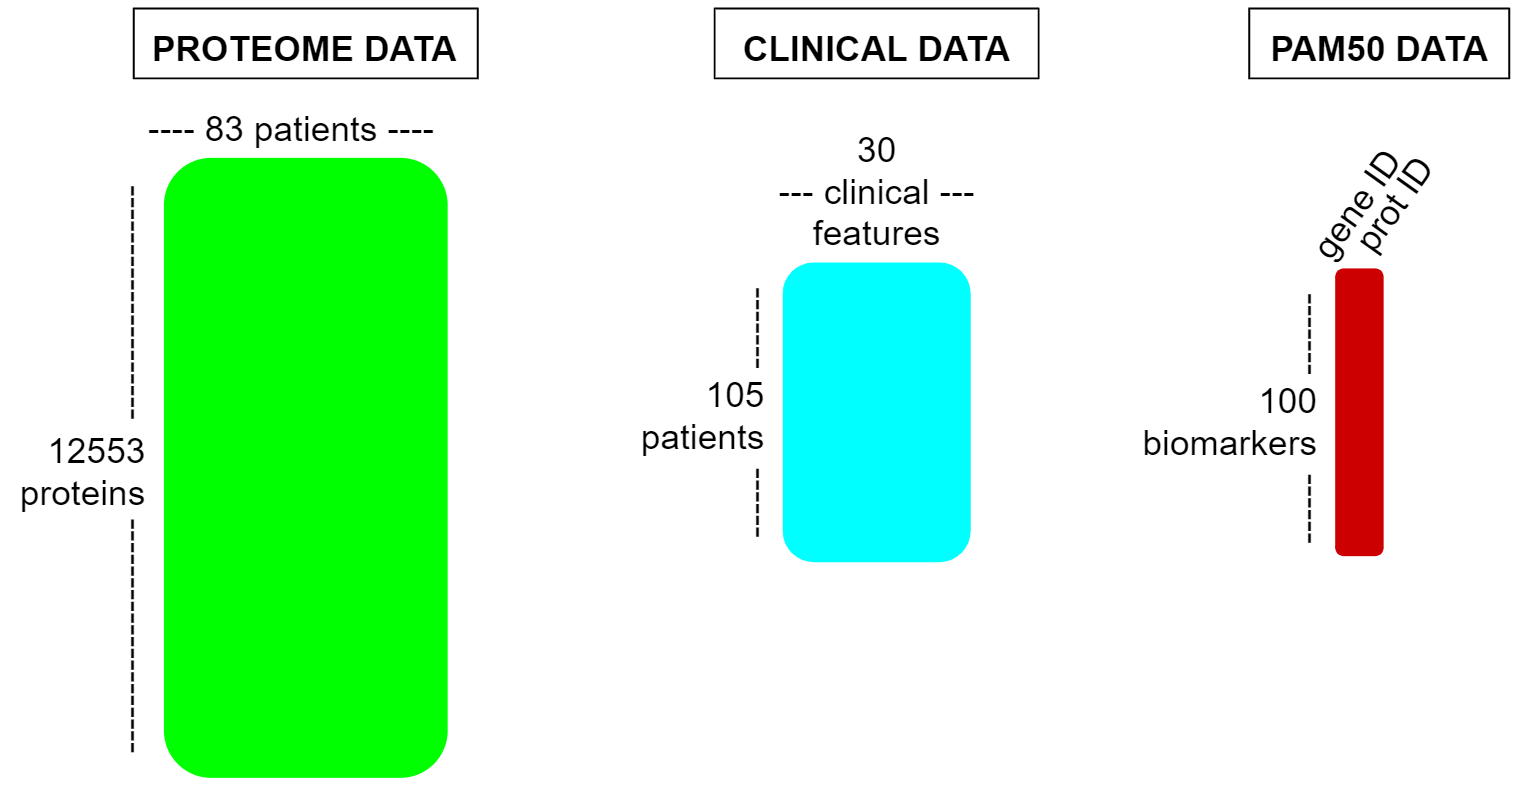 PROTEOME DATA
---- 83 patients ----
12553
proteins
CLINICAL DATA
30
--- clinical ---
features
105
patients
PAM50 DATA
gene ID
prot ID
100
biomarkers